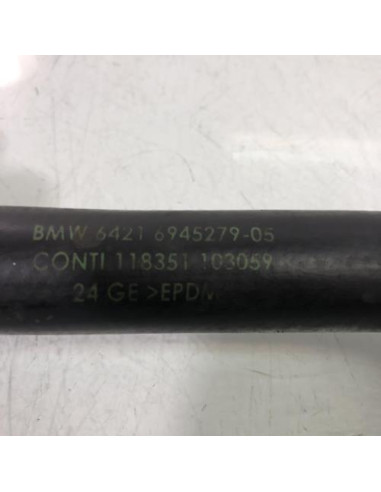 BMW 6421 6945279-05
CONTI 118351 103059
24 GE >EPDM